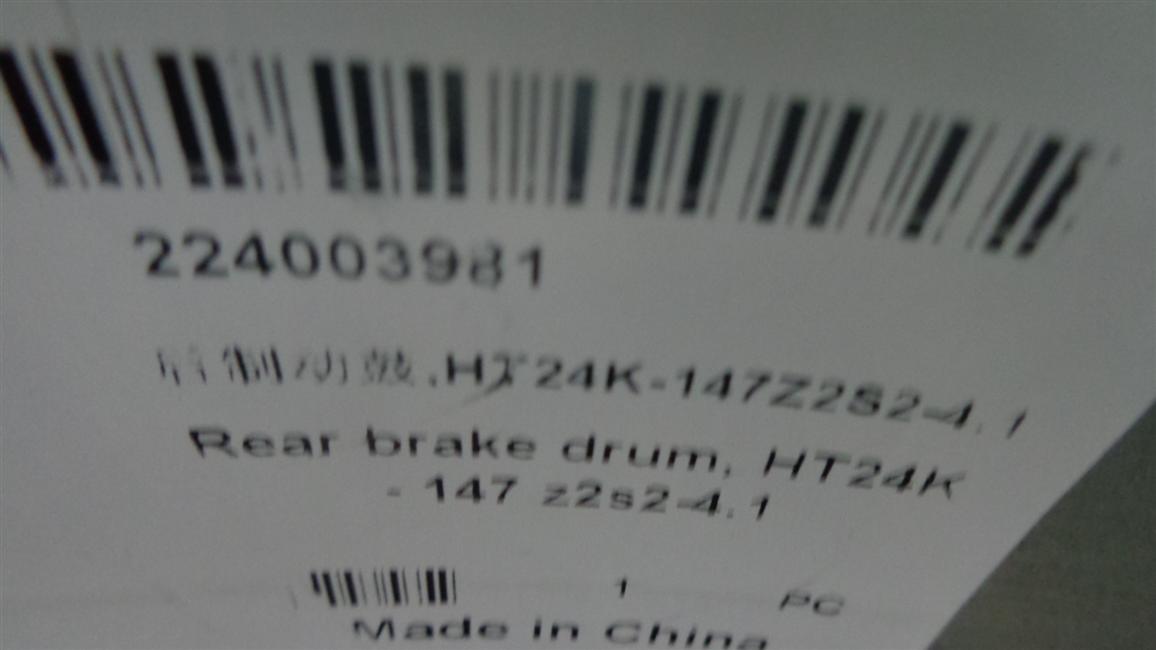 224003981
后制动鼓,HT24K-147Z2S2-4.1
Rear brake drum, HT24K
- 147 z2s2-4.1
1 PC
Made in China